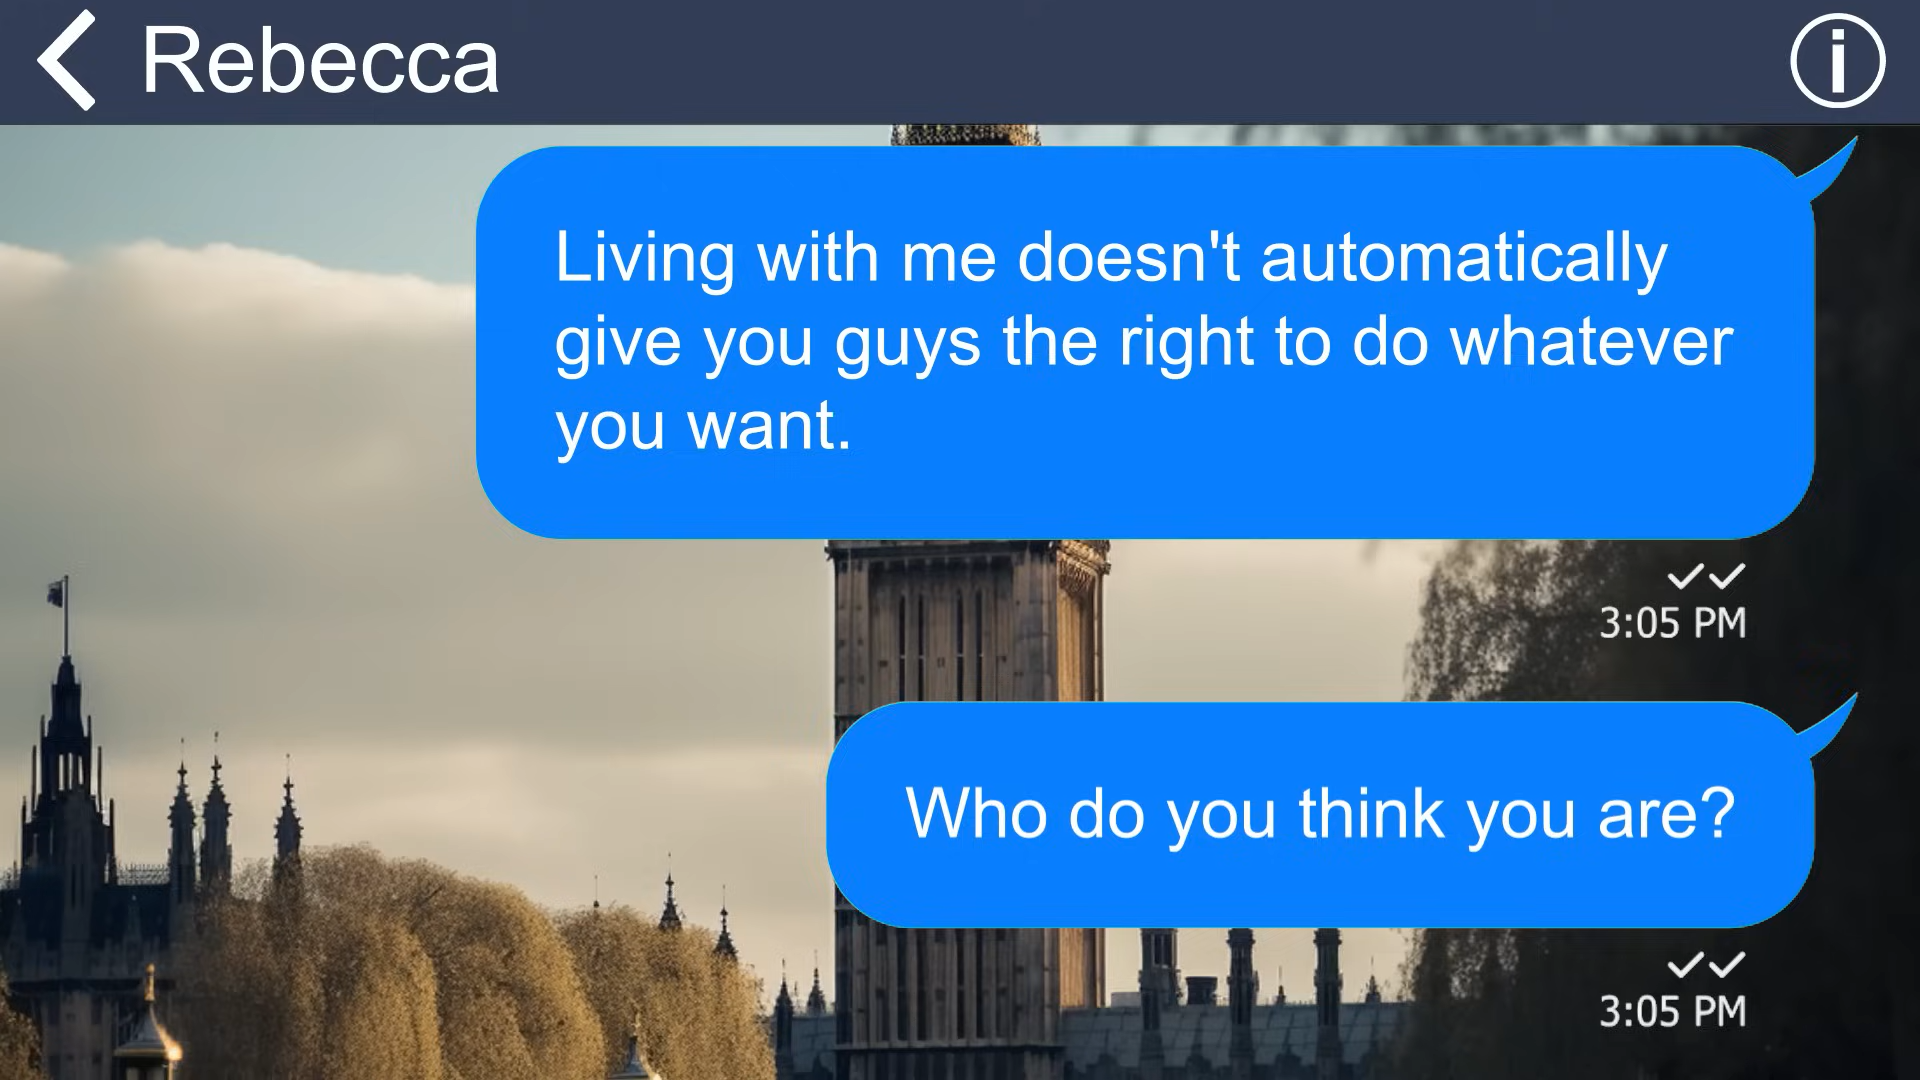 Rebecca
Living with me doesn't automatically
give you guys the right to do whatever
you want.
3:05 PM
Who do you think you are?
3:05 PM